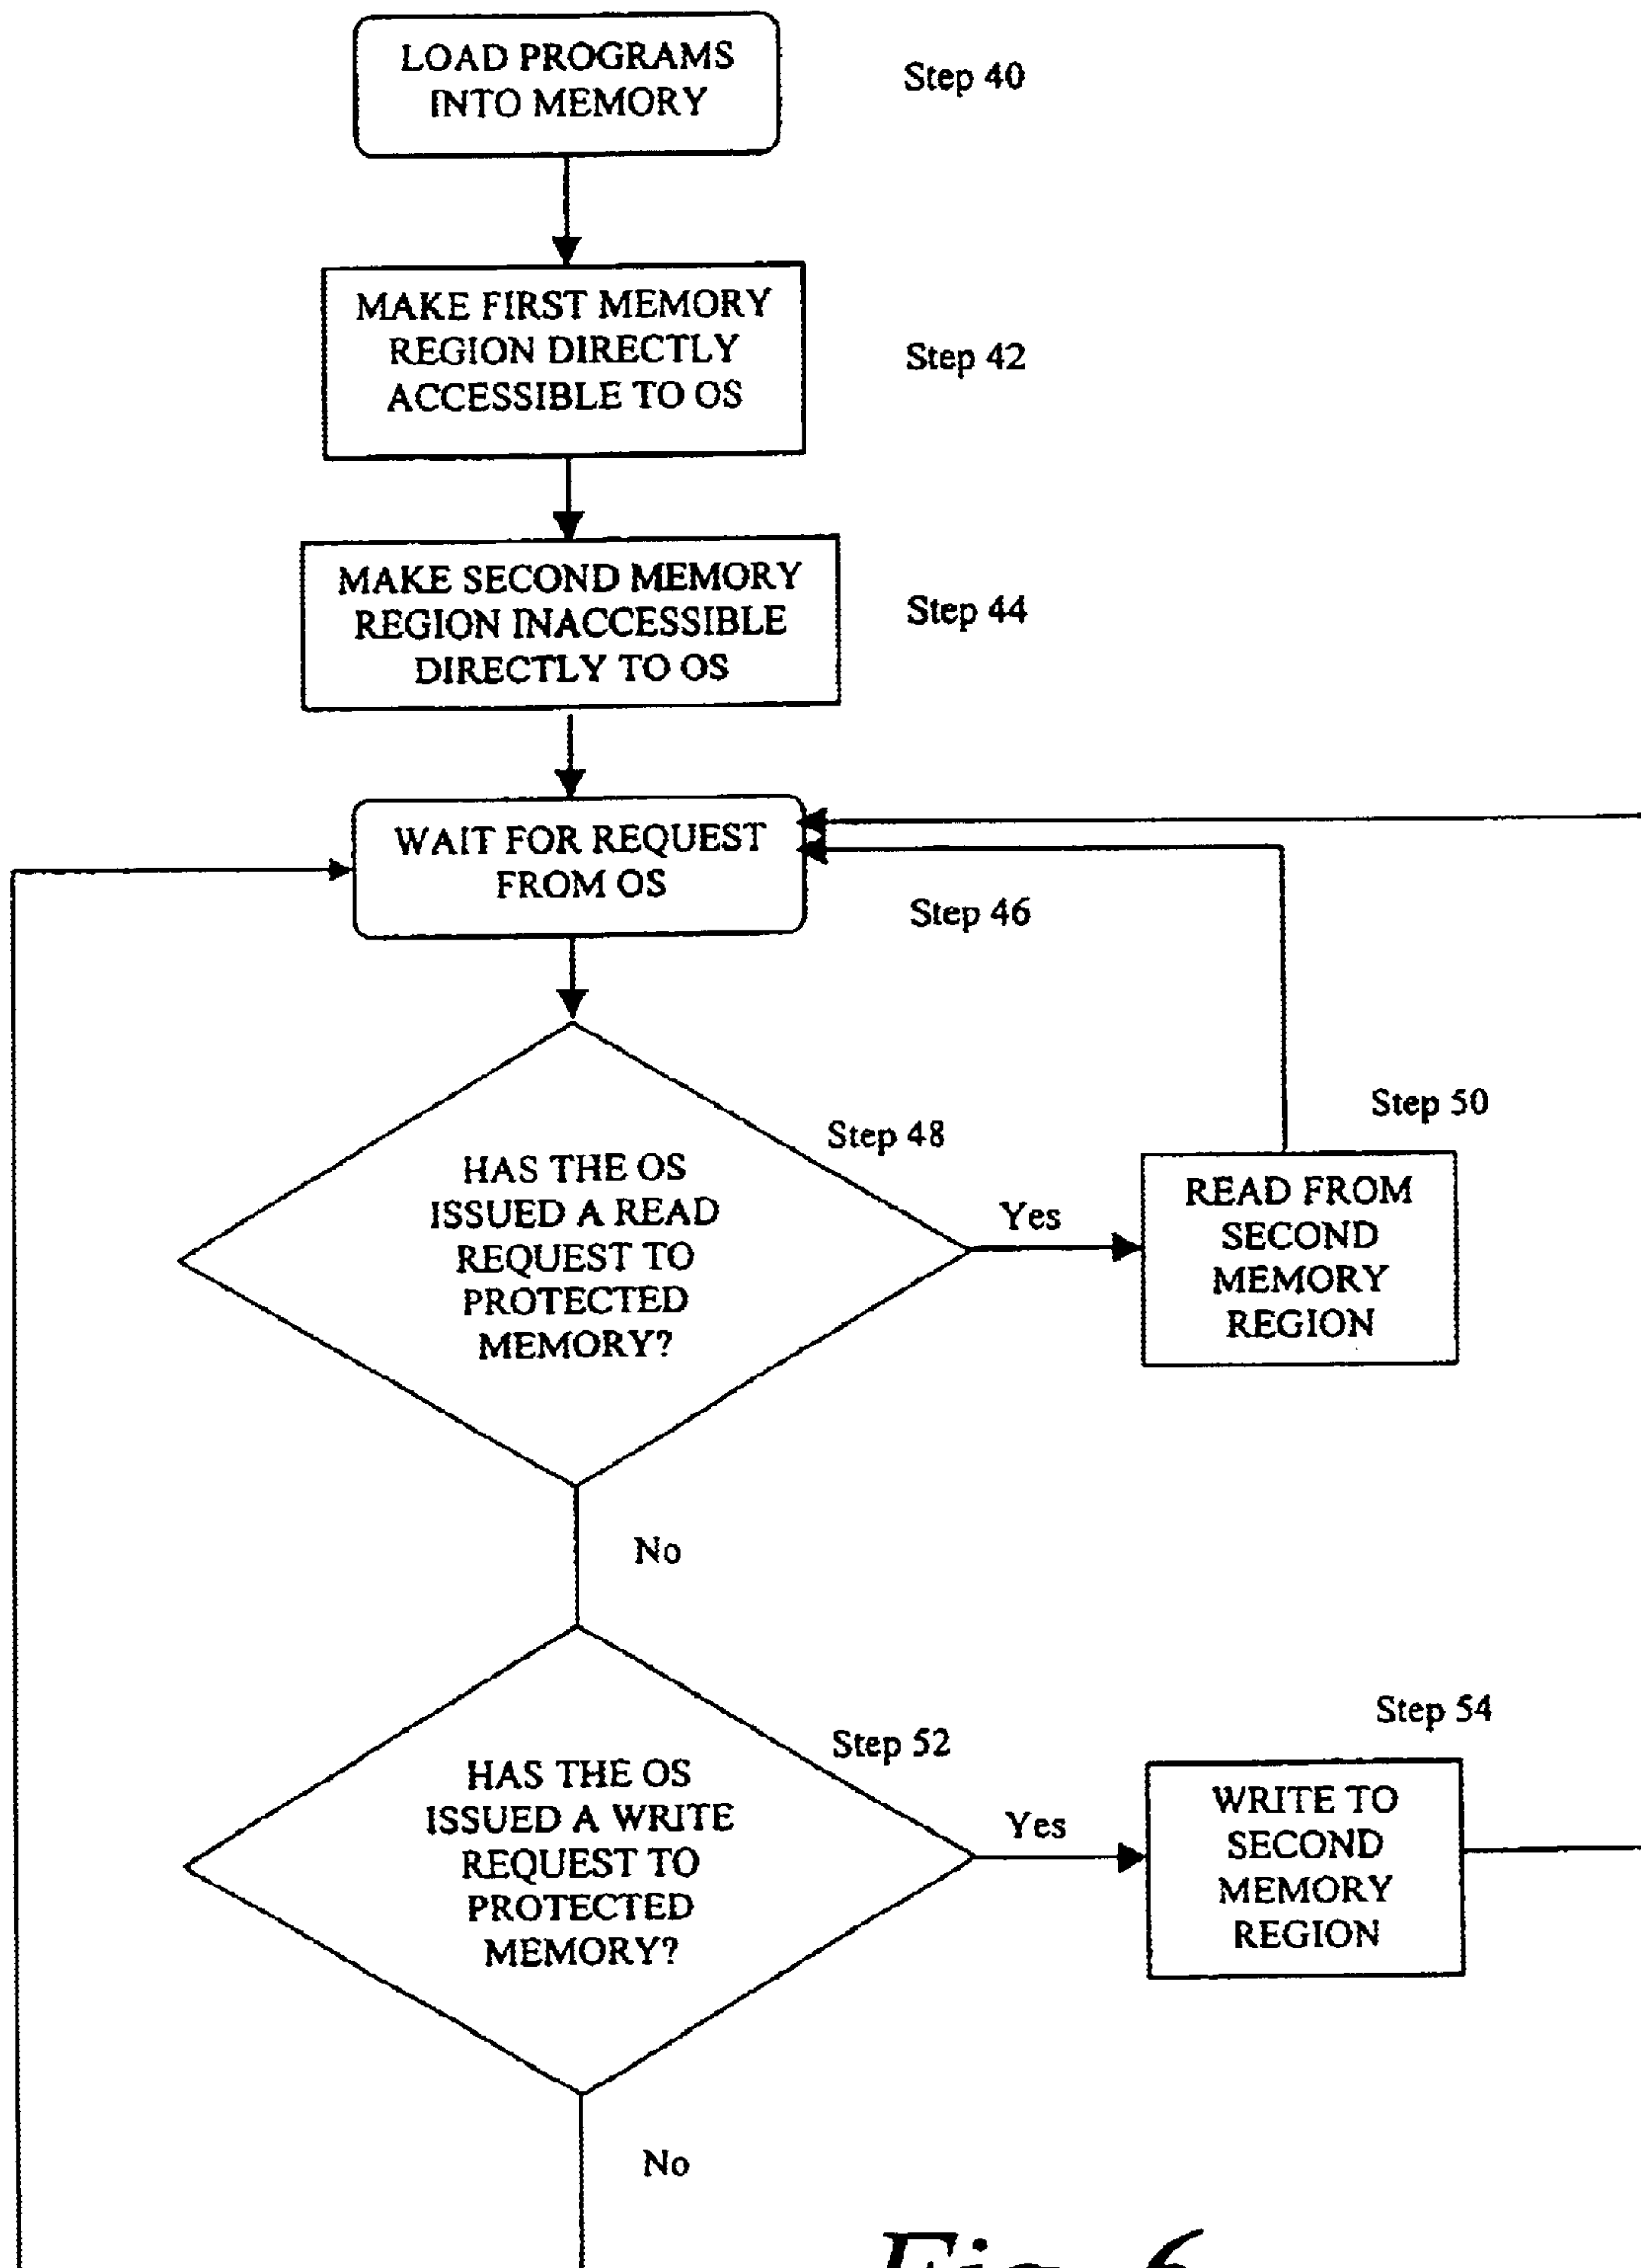 LOAD PROGRAMS
INTO MEMORY
Step 40
MAKE FIRST MEMORY
REGION DIRECTLY
ACCESSIBLE TO OS
Step 42
MAKE SECOND MEMORY
REGION INACCESSIBLE
DIRECTLY TO OS
Step 44
WAIT FOR REQUEST
FROM OS
Step 46
HAS THE OS
ISSUED A READ
REQUEST TO
PROTECTED
MEMORY?
Step 48
Yes
Step 50
READ FROM
SECOND
MEMORY
REGION
No
HAS THE OS
ISSUED A WRITE
REQUEST TO
PROTECTED
MEMORY?
Step 52
Yes
Step 54
WRITE TO
SECOND
MEMORY
REGION
No
Fig. 6